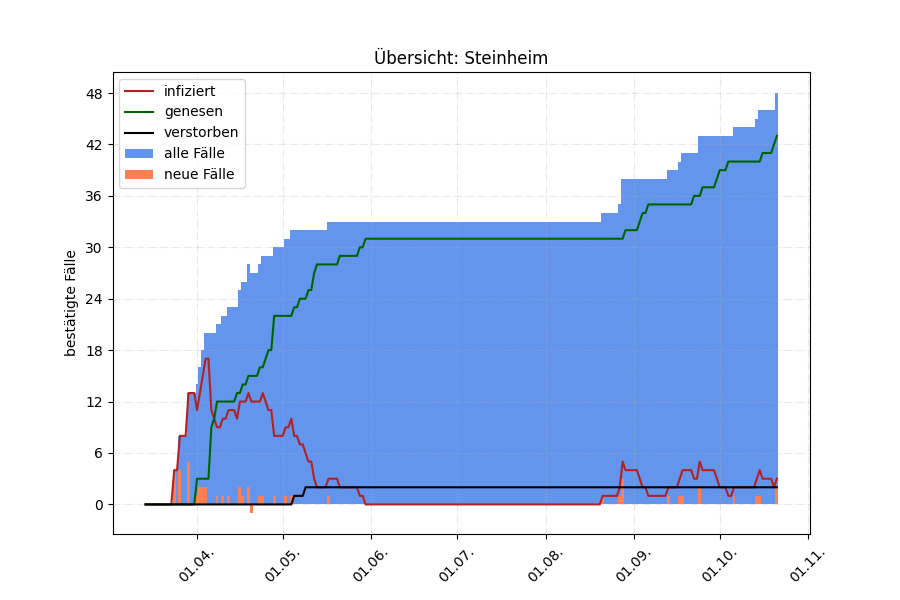 Übersicht: Steinheim
infiziert
genesen
verstorben
alle Fälle
neue Fälle
bestätigte Fälle
48
42
36
30
24
18
12
6
0
01.04.
01.05.
01.06.
01.07.
01.08.
01.09.
01.10.
01.11.